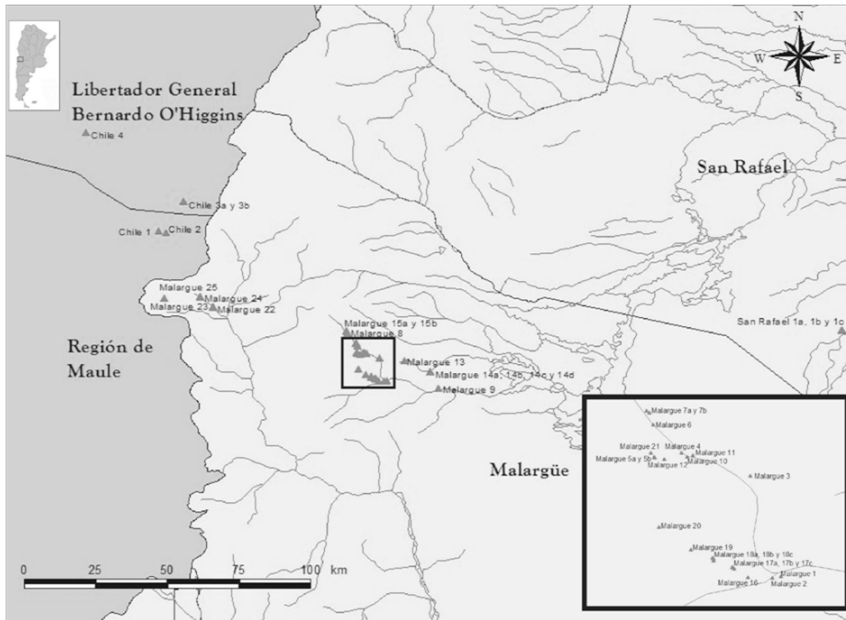 N
W E
S
Libertador General
Bernardo O'Higgins
Chile 4
San Rafael
Chile 3a y 3b
Chile 1
Chile 2
Malargue 25
Malargue 24
Malargue 23
Malargue 22
San Rafael 1a, 1b y 1c
Malargue 15a y 15b
Malargue 8
Región de
Maule
Malargue 13
Malargue 14a, 14b, 14c y 14d
Malargue 9
Malargüe
Malargue 7a y 7b
Malargue 6
Malargue 21
Malargue 4
Malargue 11
Malargue 5a y 5b
Malargue 10
Malargue 12
Malargue 3
Malargue 20
Malargue 19
Malargue 18a, 18b y 18c
Malargue 17a, 17b y 17c
Malargue 1
Malargue 16
Malargue 2
0 25 50 100 km